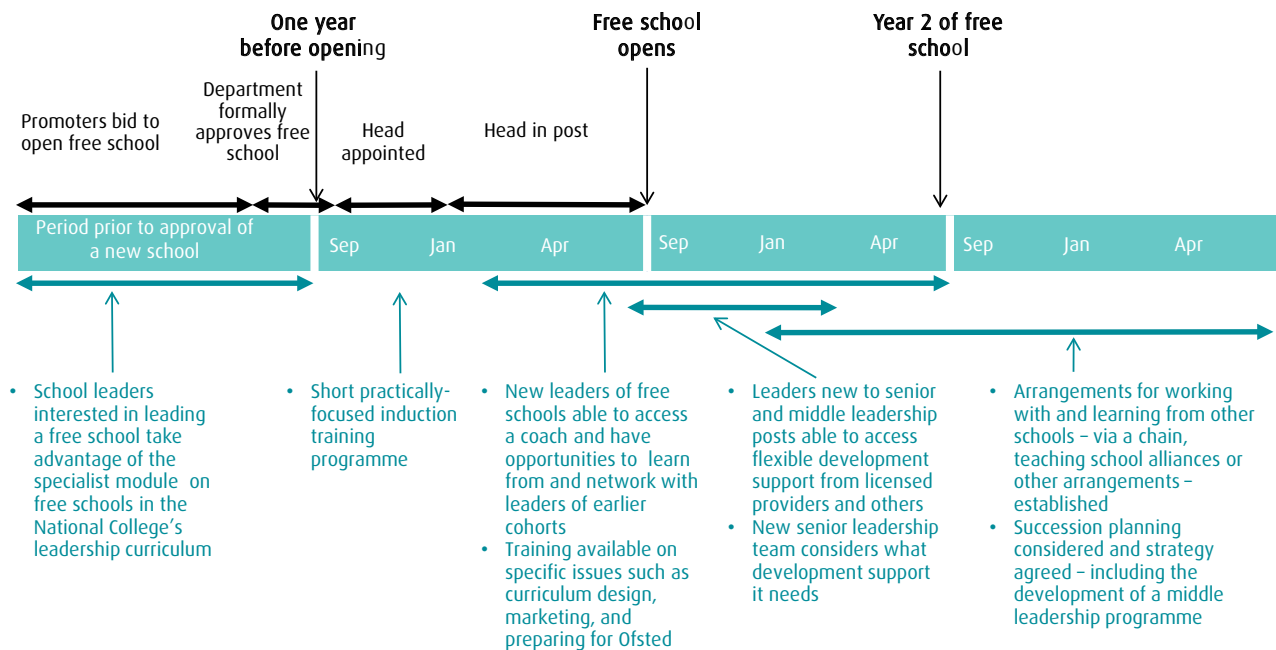 One year
before opening
Free school
opens
Year 2 of free
school
Promoters bid to
open free school
Department
formally
approves free
school
Head
appointed
Head in post
Period prior to approval of
a new school
Sep
Jan
Apr
Sep
Jan
Apr
Sep
Jan
Apr
• School leaders
interested in leading
a free school take
advantage of the
specialist module on
free schools in the
National College’s
leadership curriculum
• Short practically-
focused induction
training
programme
• New leaders of free
schools able to access
a coach and have
opportunities to learn
from and network with
leaders of earlier
cohorts
• Training available on
specific issues such as
curriculum design,
marketing, and
preparing for Ofsted
• Leaders new to senior
and middle leadership
posts able to access
flexible development
support from licensed
providers and others
• New senior leadership
team considers what
development support
it needs
• Arrangements for working
with and learning from other
schools – via a chain,
teaching school alliances or
other arrangements –
established
• Succession planning
considered and strategy
agreed – including the
development of a middle
leadership programme